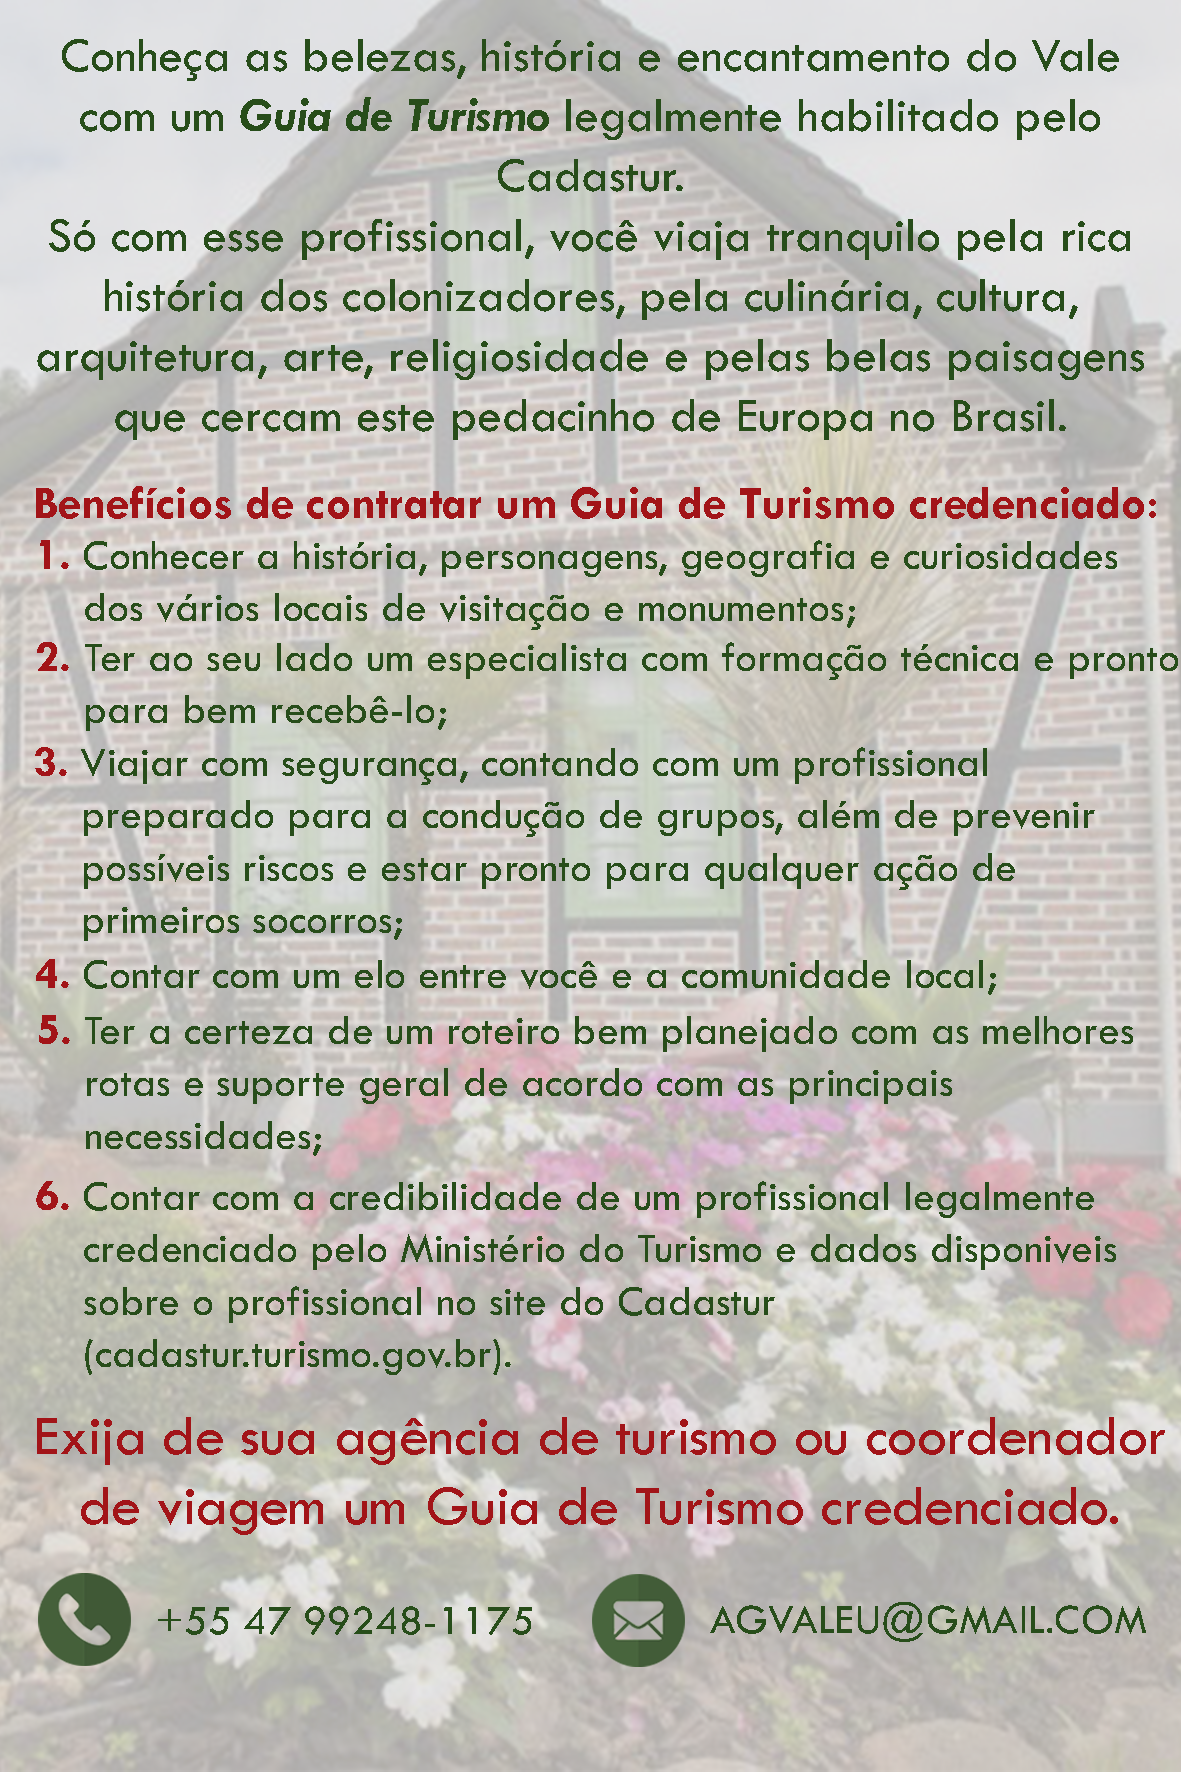 Conheça as belezas, história e encantamento do Vale
com um Guia de Turismo legalmente habilitado pelo
Cadastur.
Só com esse profissional, você viaja tranquilo pela rica
história dos colonizadores, pela culinária, cultura,
arquitetura, arte, religiosidade e pelas belas paisagens
que cercam este pedacinho de Europa no Brasil.
Benefícios de contratar um Guia de Turismo credenciado:
1. Conhecer a história, personagens, geografia e curiosidades
dos vários locais de visitação e monumentos;
2. Ter ao seu lado um especialista com formação técnica e pronto
para bem recebê-lo;
3. Viajar com segurança, contando com um profissional
preparado para a condução de grupos, além de prevenir
possíveis riscos e estar pronto para qualquer ação de
primeiros socorros;
4. Contar com um elo entre você e a comunidade local;
5. Ter a certeza de um roteiro bem planejado com as melhores
rotas e suporte geral de acordo com as principais
necessidades;
6. Contar com a credibilidade de um profissional legalmente
credenciado pelo Ministério do Turismo e dados disponiveis
sobre o profissional no site do Cadastur
(cadastur.turismo.gov.br).
Exija de sua agência de turismo ou coordenador
de viagem um Guia de Turismo credenciado.
+55 47 99248-1175
AGVALEU@GMAIL.COM